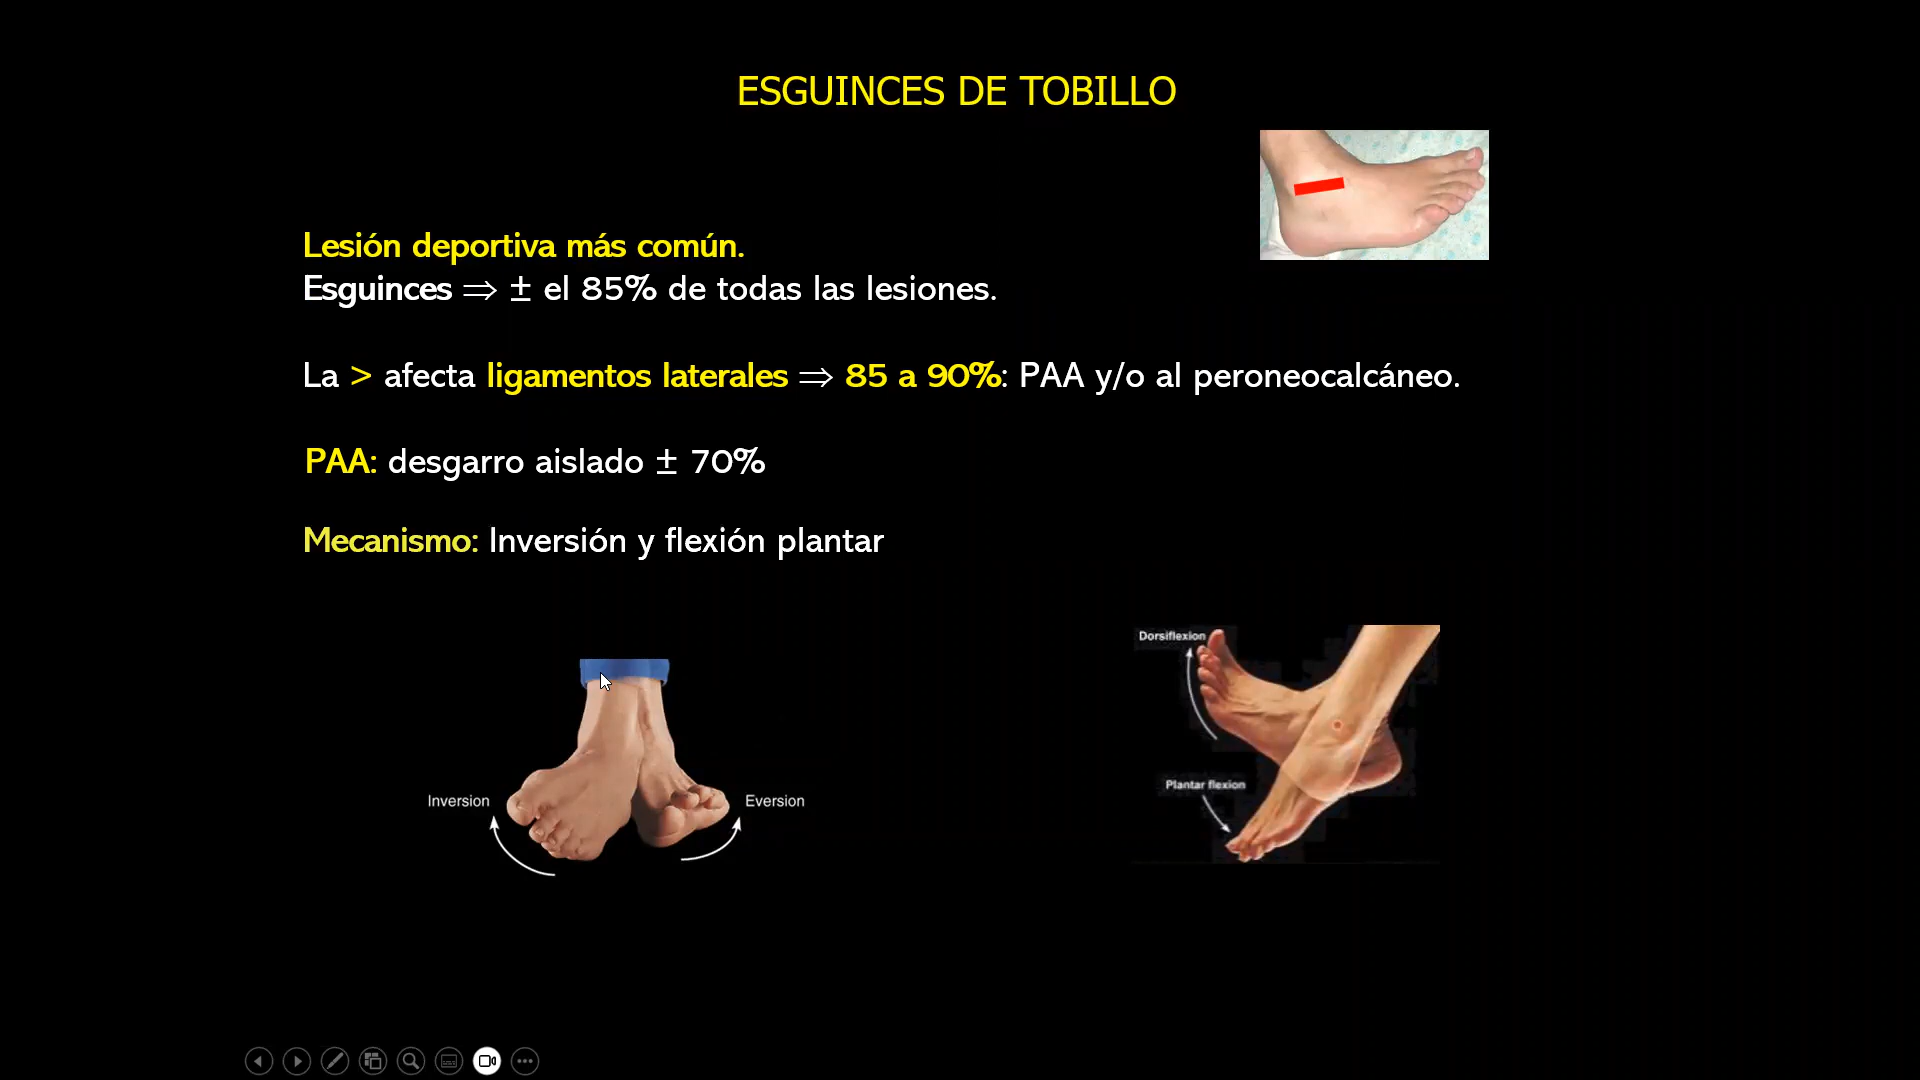 ESGUINCES DE TOBILLO
Lesión deportiva más común.
Esguinces ⇒ ± el 85% de todas las lesiones.
La > afecta ligamentos laterales ⇒ 85 a 90%: PAA y/o al peroneocalcáneo.
PAA: desgarro aislado ± 70%
Mecanismo: Inversión y flexión plantar
Dorsiflexion
Plantar flexion
Inversion
Eversion